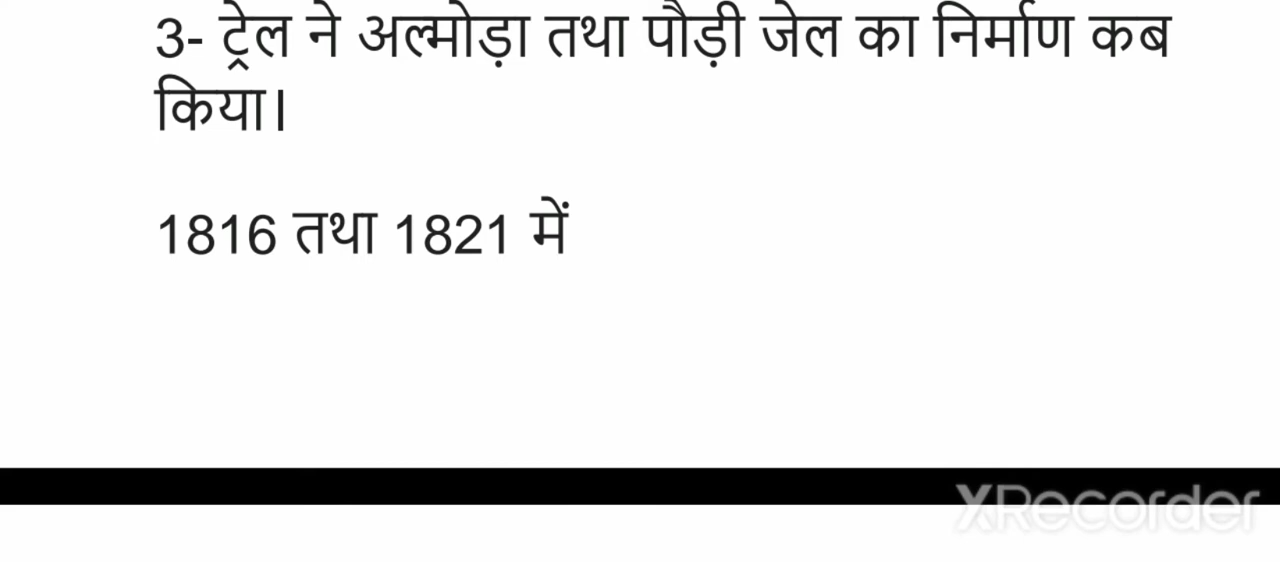 3- ट्रेल ने अल्मोड़ा तथा पौड़ी जेल का निर्माण कब
किया।
1816 तथा 1821 में
XRecorder